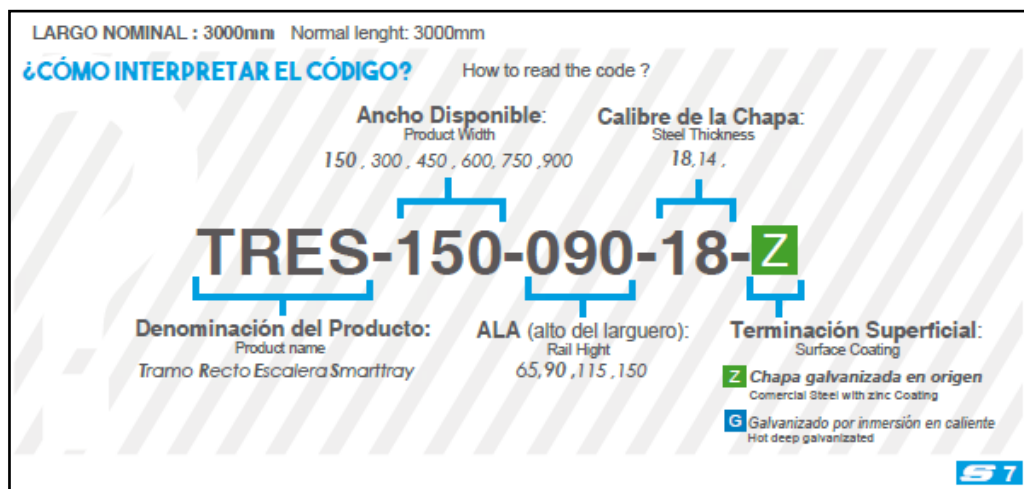 LARGO NOMINAL : 3000mm Normal lenght: 3000mm
¿CÓMO INTERPRETAR EL CÓDIGO? How to read the code ?
Ancho Disponible:
Product Width
150 , 300 , 450 , 600, 750 ,900
Calibre de la Chapa:
Steel Thickness
18,14 ,
TRES-150-090-18-Z
Denominación del Producto:
Product name
Tramo Recto Escalera Smarttray
ALA (alto del larguero):
Rail Hight
65,90 ,115 ,150
Terminación Superficial:
Surface Coating
Z Chapa galvanizada en origen
Comercial Steel with zinc Coating
G Galvanizado por inmersión en caliente
Hot deep galvanizated
S 7